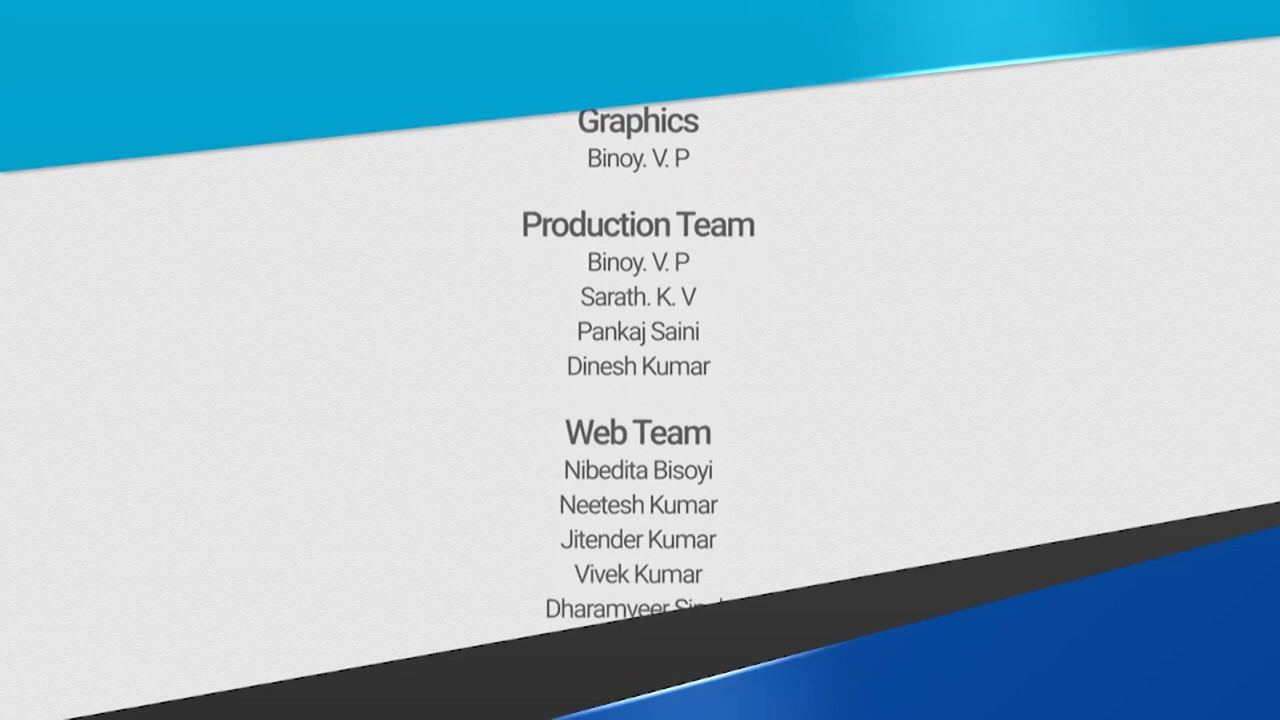 Graphics
Binoy. V. P
Production Team
Binoy. V. P
Sarath. K. V
Pankaj Saini
Dinesh Kumar
Web Team
Nibedita Bisoyi
Neetesh Kumar
Jitender Kumar
Vivek Kumar
Dharamveer